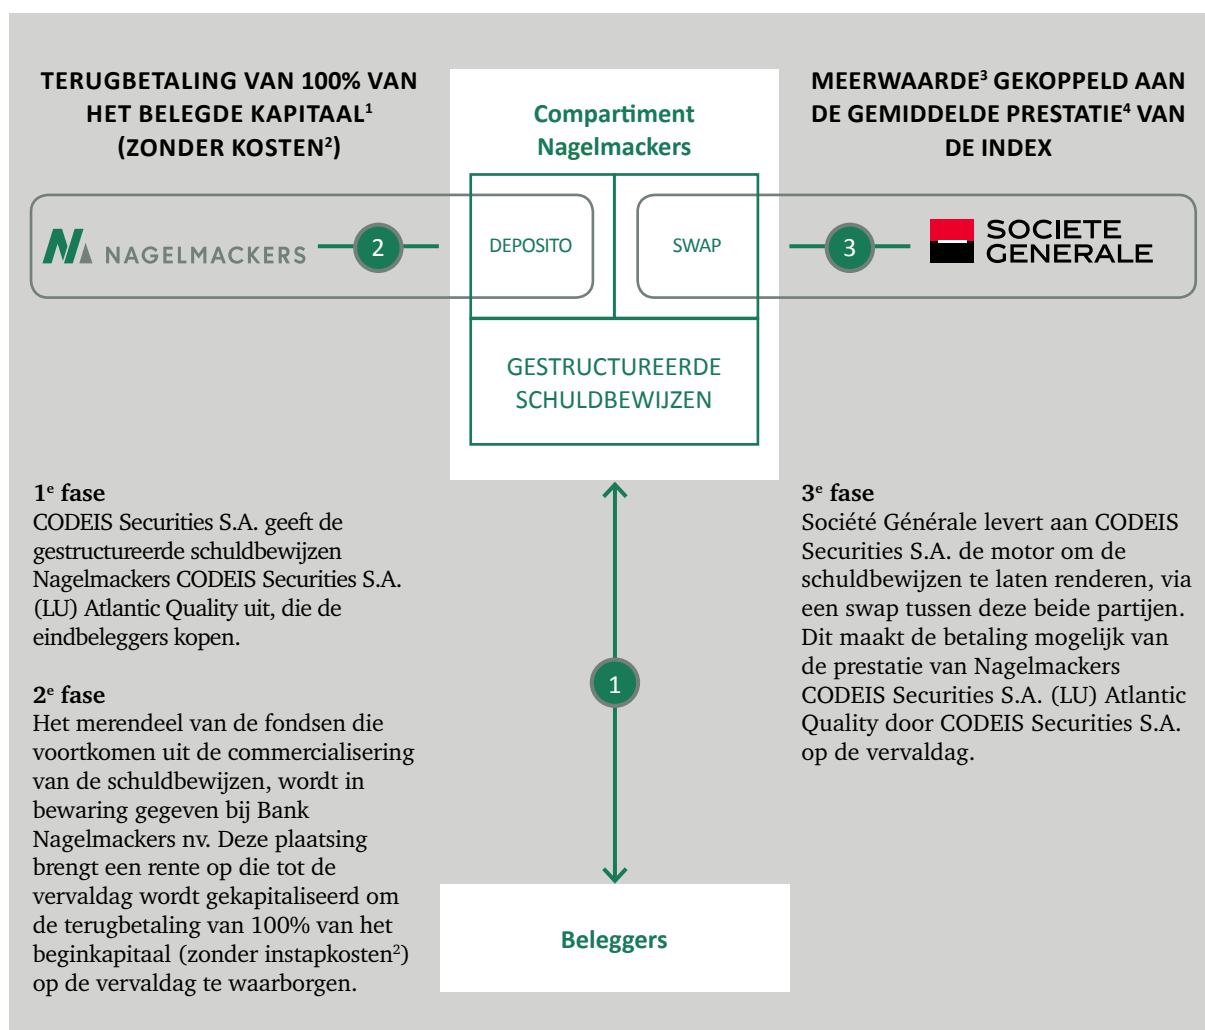 TERUGBETALING VAN 100% VAN
HET BELEGDE KAPITAAL¹
(ZONDER KOSTEN²)
Compartiment
Nagelmackers
MEERWAARDE³ GEKOPPELD AAN
DE GEMIDDELDE PRESTATIE⁴ VAN
DE INDEX
NAGELMACKERS
2
DEPOSITO
SWAP
3
SOCIETE
GENERALE
GESTRUCTUREERDE
SCHULDBEWIJZEN
1ᵉ fase
CODEIS Securities S.A. geeft de
gestructureerde schuldbewijzen
Nagelmackers CODEIS Securities S.A.
(LU) Atlantic Quality uit, die de
eindbeleggers kopen.
2ᵉ fase
Het merendeel van de fondsen die
voortkomen uit de commercialisering
van de schuldbewijzen, wordt in
bewaring gegeven bij Bank
Nagelmackers nv. Deze plaatsing
brengt een rente op die tot de
vervaldag wordt gekapitaliseerd om
de terugbetaling van 100% van het
beginkapitaal (zonder instapkosten²)
op de vervaldag te waarborgen.
1
3ᵉ fase
Société Générale levert aan CODEIS
Securities S.A. de motor om de
schuldbewijzen te laten renderen, via
een swap tussen deze beide partijen.
Dit maakt de betaling mogelijk van
de prestatie van Nagelmackers
CODEIS Securities S.A. (LU) Atlantic
Quality door CODEIS Securities S.A.
op de vervaldag.
Beleggers